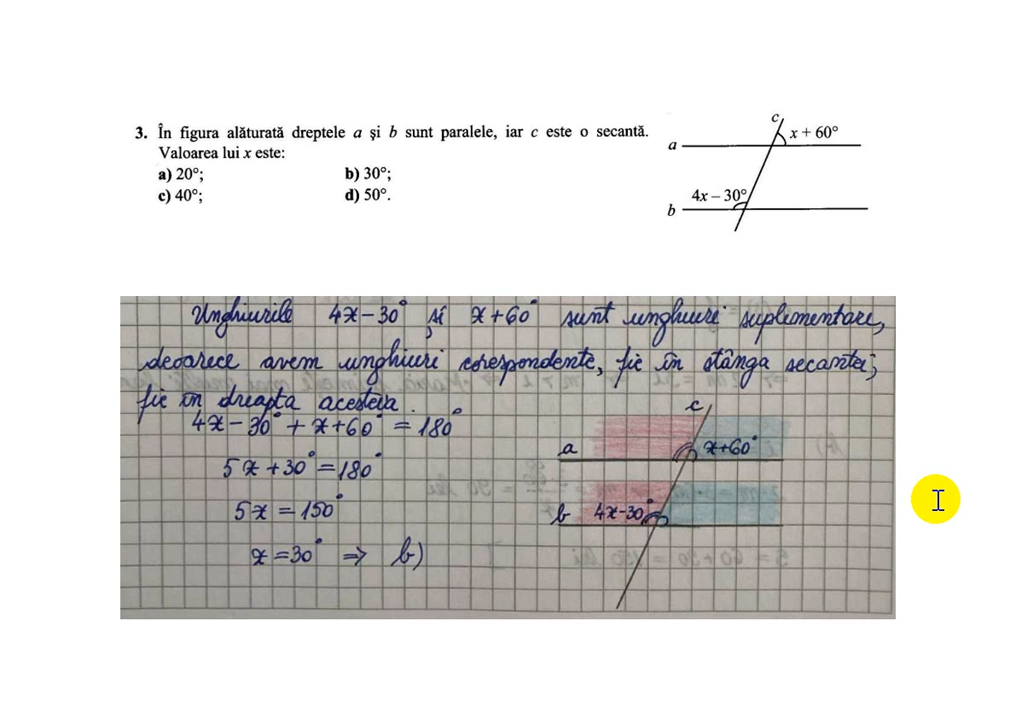 3. În figura alăturată dreptele a și b sunt paralele, iar c este o secantă.
Valoarea lui x este:
a) 20°; b) 30°;
c) 40°; d) 50°.
c
x + 60°
a
4x – 30°
b
Unghiurile 4x-30° și x+60° sunt unghiuri suplimentare,
deoarece avem unghiuri corespondente, fie în stânga secantei;
fie în dreapta acesteia.
4x-30° + x+60° = 180°
5x+30° = 180°
5x = 150°
x = 30° ⇒ b)
c
a x+60°
b 4x-30°